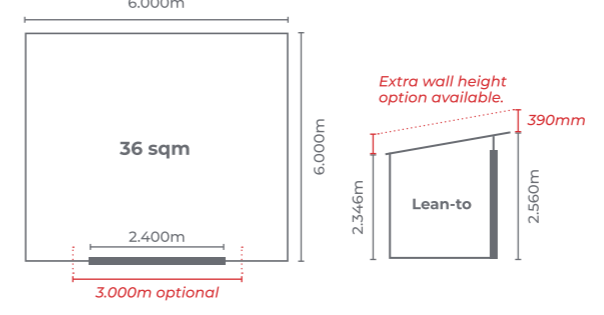 6.000m
36 sqm
6.000m
2.400m
3.000m optional
Extra wall height
option available.
390mm
2.346m
Lean-to
2.560m